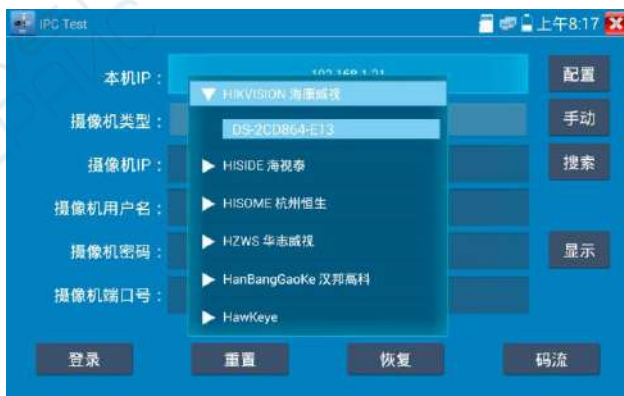 IPC Test 上午8:17
本机IP： 192.168.1.21 配置
摄像机类型： 手动
摄像机IP： 搜索
摄像机用户名：
摄像机密码： 显示
摄像机端口号：
HIKVISION 海康威视
DS-2CD864-E13
HISIDE 海视泰
HISOME 杭州恒生
HZWS 华志威视
HanBangGaoKe 汉邦高科
HawKeye
登录 重置 恢复 码流